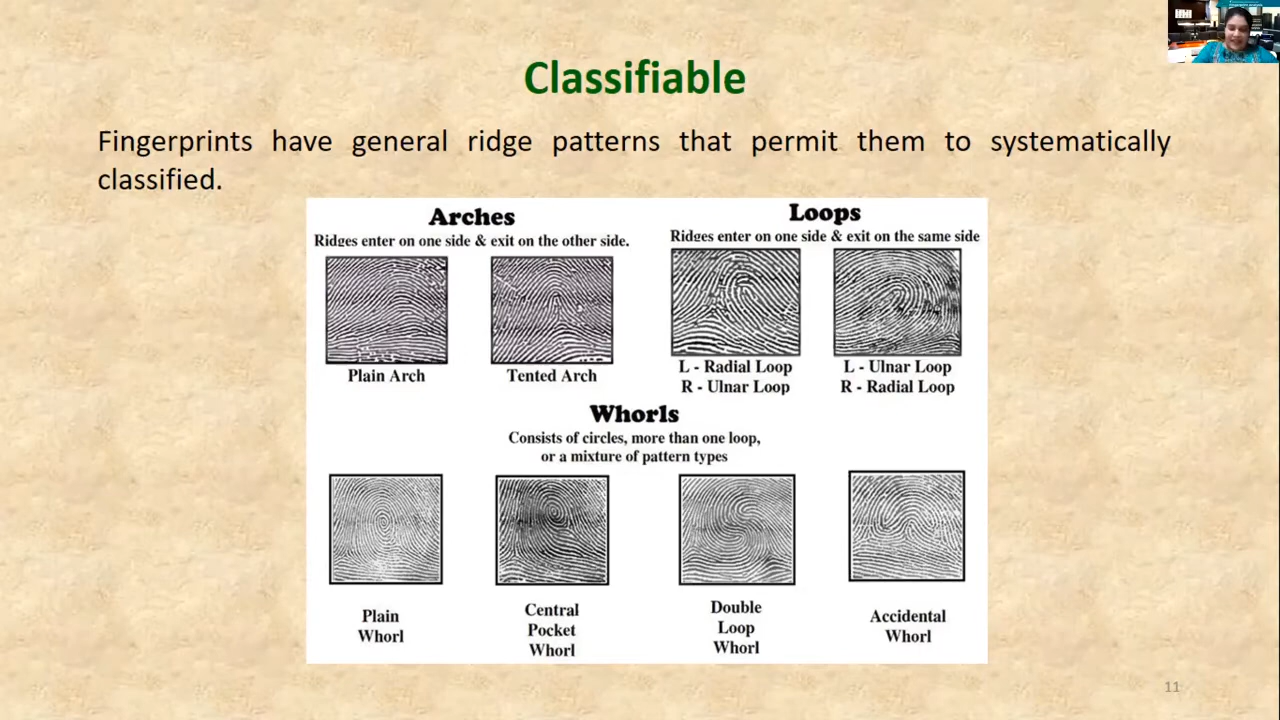 Classifiable
Fingerprints have general ridge patterns that permit them to systematically
classified.
Arches
Ridges enter on one side & exit on the other side.
Plain Arch
Tented Arch
Loops
Ridges enter on one side & exit on the same side
L - Radial Loop
R - Ulnar Loop
L - Ulnar Loop
R - Radial Loop
Whorls
Consists of circles, more than one loop,
or a mixture of pattern types
Plain
Whorl
Central
Pocket
Whorl
Double
Loop
Whorl
Accidental
Whorl
11